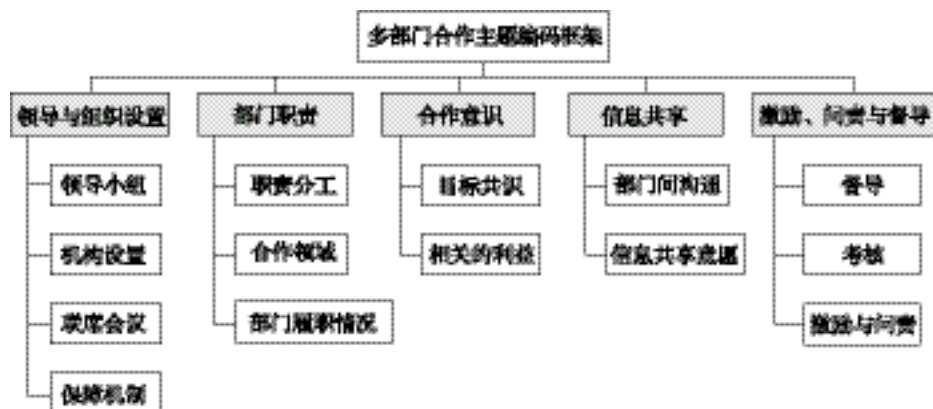 多部门合作主题编码框架
领导与组织设置
部门职责
合作意识
信息共享
激励、问责与督导
领导小组
职责分工
目标共识
部门间沟通
督导
机构设置
合作领域
相关的利益
信息共享意愿
考核
联席会议
部门履职情况
激励与问责
保障机制